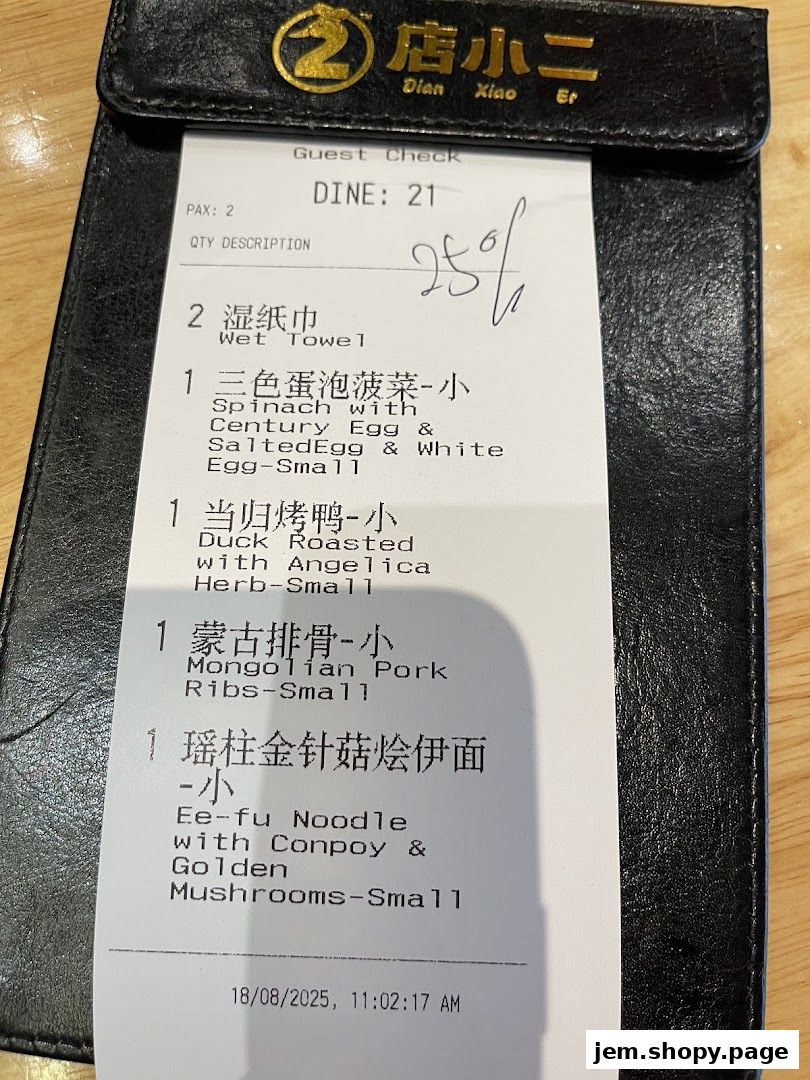 2 店小二
Dian Xiao Er
Guest Check
DINE: 21
PAX: 2
QTY DESCRIPTION
25%
2 湿纸巾
Wet Towel
1 三色蛋泡菠菜-小
Spinach with
Century Egg &
SaltedEgg & White
Egg-Small
1 当归烤鸭-小
Duck Roasted
with Angelica
Herb-Small
1 蒙古排骨-小
Mongolian Pork
Ribs-Small
1 瑶柱金针菇烩伊面
-小
Ee-fu Noodle
with Conpoy &
Golden
Mushrooms-Small
18/08/2025, 11:02:17 AM
jem.shopy.page